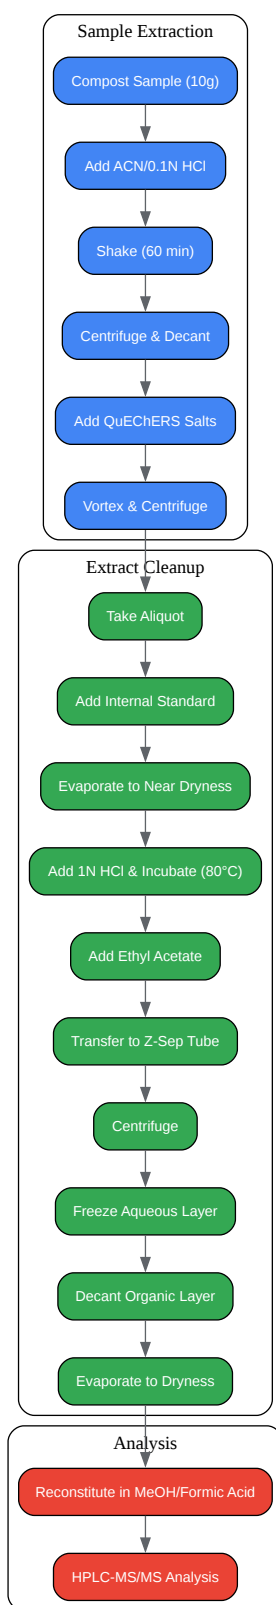 Sample Extraction
Compost Sample (10g)
Add ACN/0.1N HCl
Shake (60 min)
Centrifuge & Decant
Add QuEChERS Salts
Vortex & Centrifuge
Extract Cleanup
Take Aliquot
Add Internal Standard
Evaporate to Near Dryness
Add 1N HCl & Incubate (80°C)
Add Ethyl Acetate
Transfer to Z-Sep Tube
Centrifuge
Freeze Aqueous Layer
Decant Organic Layer
Evaporate to Dryness
Analysis
Reconstitute in MeOH/Formic Acid
HPLC-MS/MS Analysis